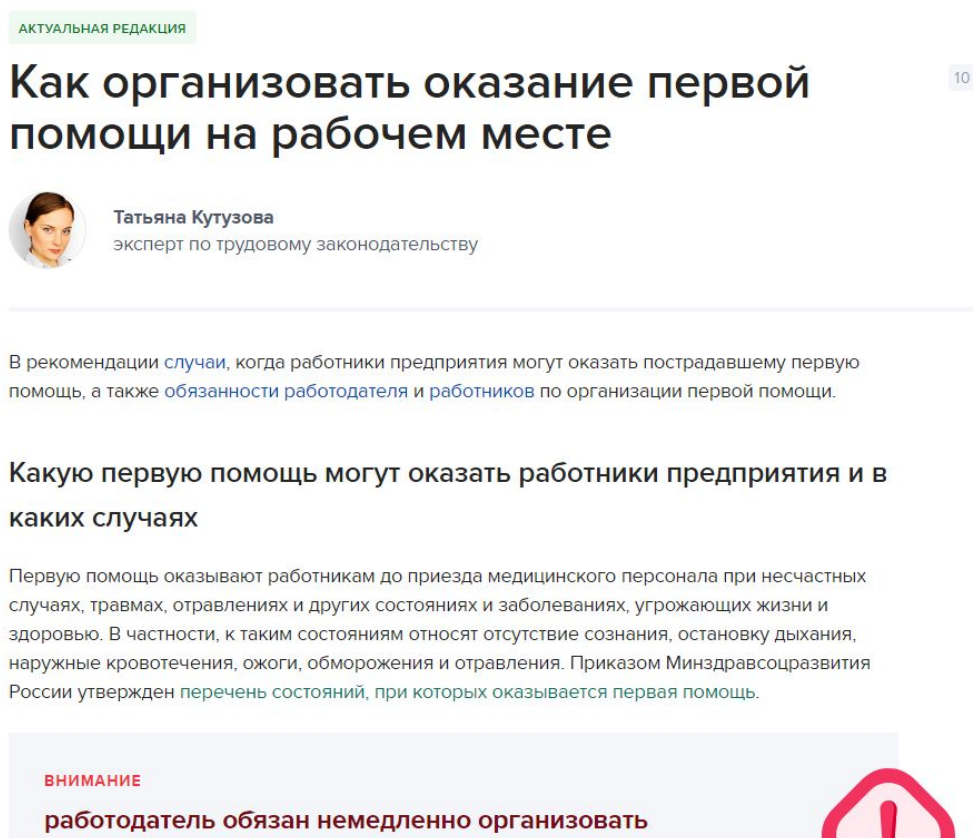 АКТУАЛЬНАЯ РЕДАКЦИЯ
Как организовать оказание первой
помощи на рабочем месте
10
Татьяна Кутузова
эксперт по трудовому законодательству
В рекомендации случаи, когда работники предприятия могут оказать пострадавшему первую
помощь, а также обязанности работодателя и работников по организации первой помощи.
Какую первую помощь могут оказать работники предприятия и в
каких случаях
Первую помощь оказывают работникам до приезда медицинского персонала при несчастных
случаях, травмах, отравлениях и других состояниях и заболеваниях, угрожающих жизни и
здоровью. В частности, к таким состояниям относят отсутствие сознания, остановку дыхания,
наружные кровотечения, ожоги, обморожения и отравления. Приказом Минздравсоцразвития
России утвержден перечень состояний, при которых оказывается первая помощь.
ВНИМАНИЕ
работодатель обязан немедленно организовать